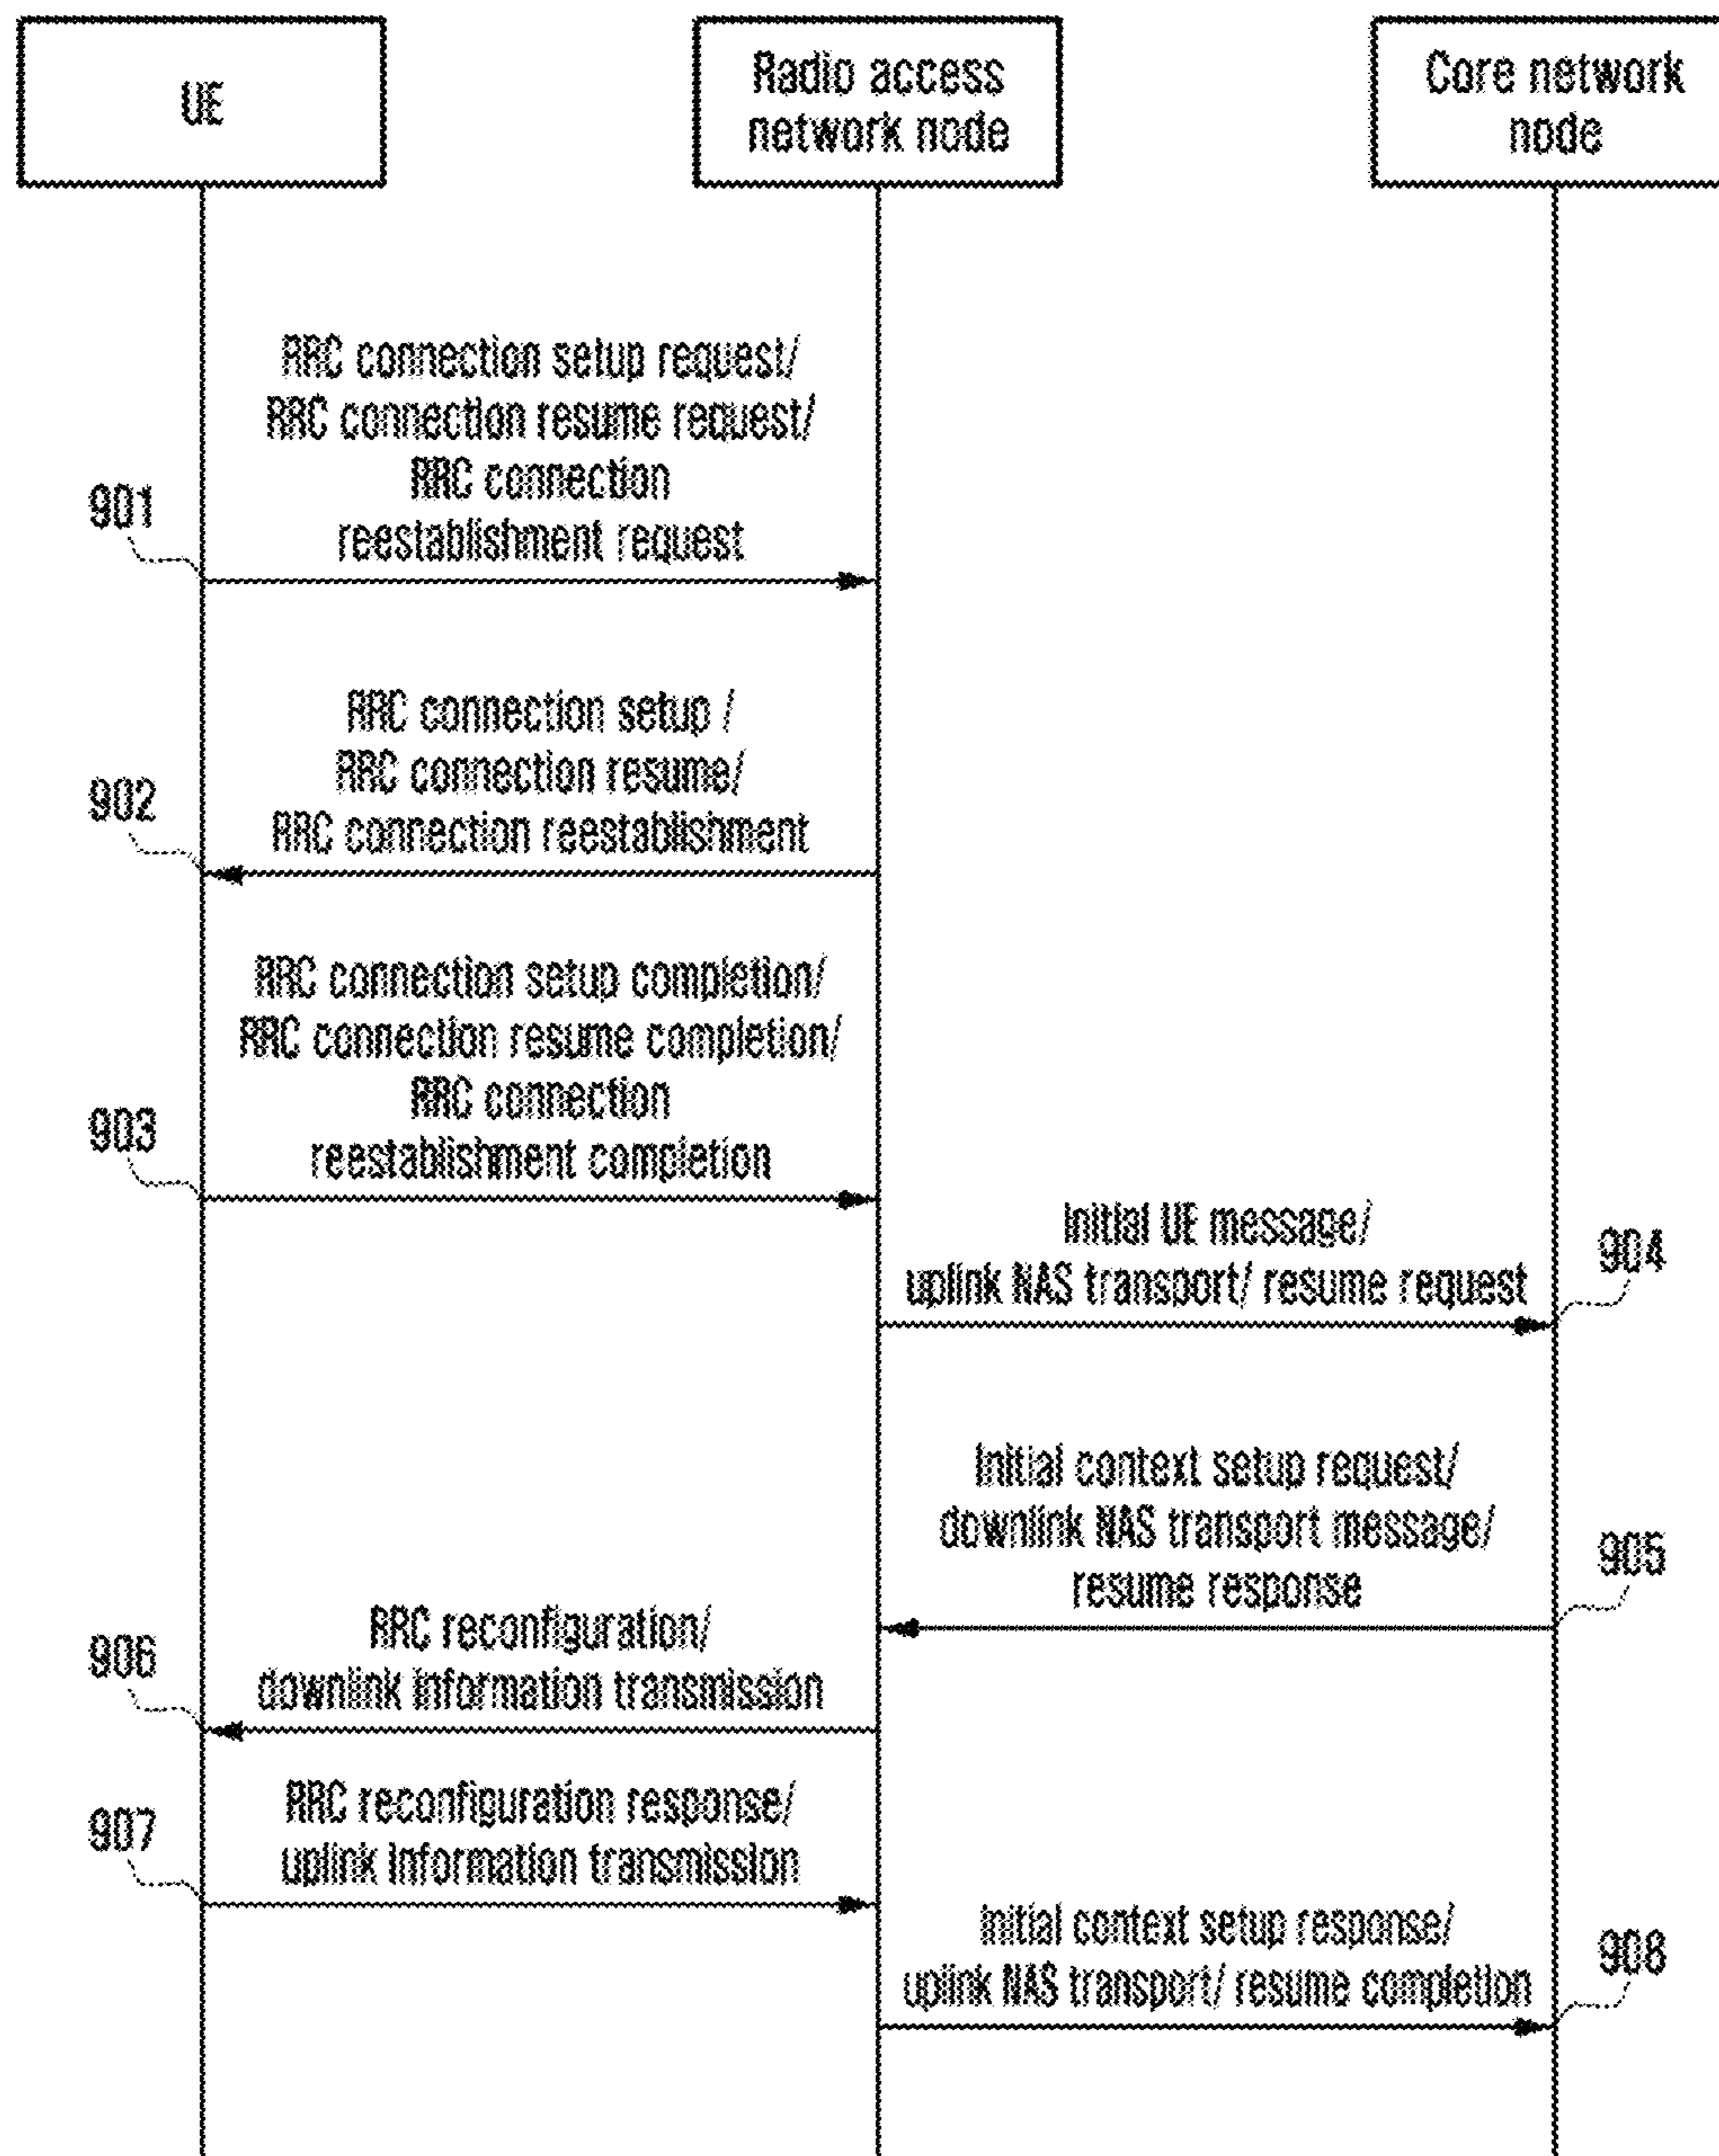 UE
Radio access
network node
Core network
node
RRC connection setup request/
RRC connection resume request/
RRC connection
reestablishment request
901
RRC connection setup /
RRC connection resume/
RRC connection reestablishment
902
RRC connection setup completion/
RRC connection resume completion/
RRC connection
reestablishment completion
903
Initial UE message/
uplink NAS transport/ resume request
904
Initial context setup request/
downlink NAS transport message/
resume response
905
RRC reconfiguration/
downlink information transmission
906
RRC reconfiguration response/
uplink information transmission
907
Initial context setup response/
uplink NAS transport/ resume completion
908